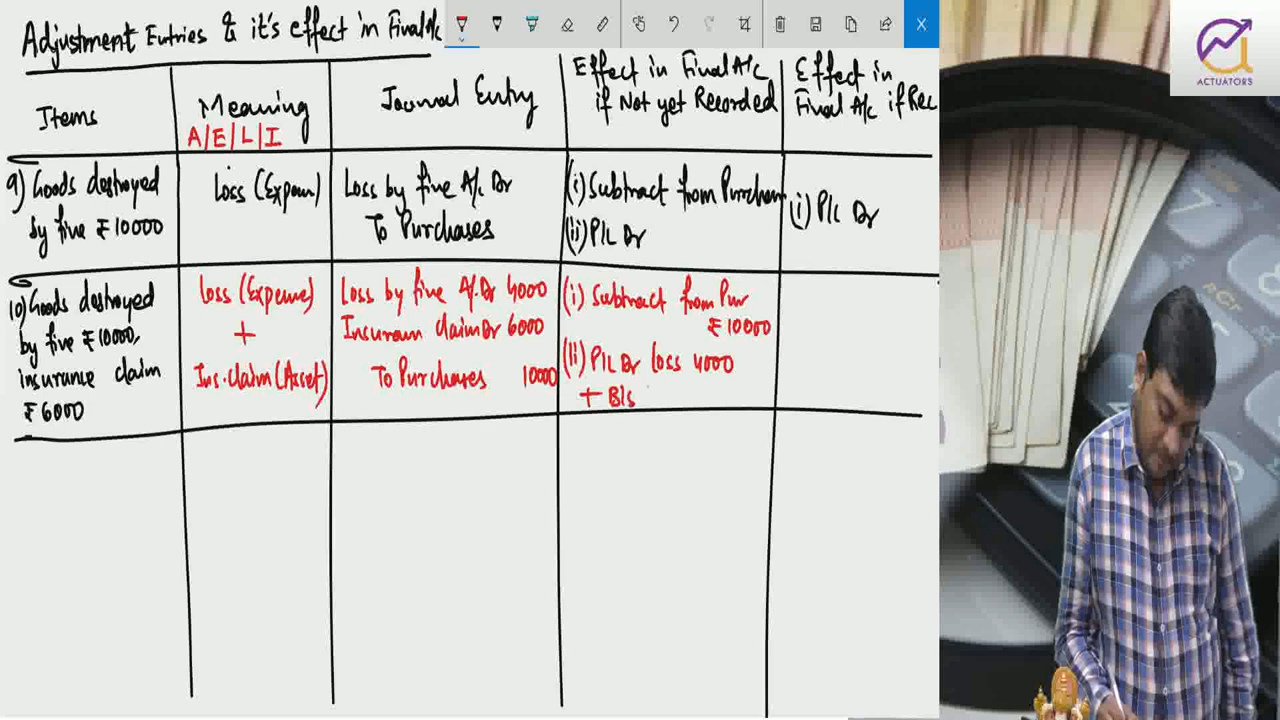 Adjustment Entries & it's effect in Final A/c
Items
Meaning
A/E/L/I
Journal Entry
Effect in Final A/c
if Not yet Recorded
Effect in
Final A/c if Rec
9) Goods destroyed
by fire ₹ 10000
Loss (Expen)
Loss by fire A/c Dr
To Purchases
(i) Subtract from Purchases
(ii) P/L Dr
(i) P/L Dr
10) Goods destroyed
by fire ₹ 10000,
insurance claim
₹ 6000
Loss (Expense)
+
Ins. claim (Asset)
Loss by fire A/c Dr 4000
Insuran claim Dr 6000
To Purchases 1000
(i) Subtract from Pur
₹ 10000
(ii) P/L Dr loss 4000
+ B/s
ACTUATORS